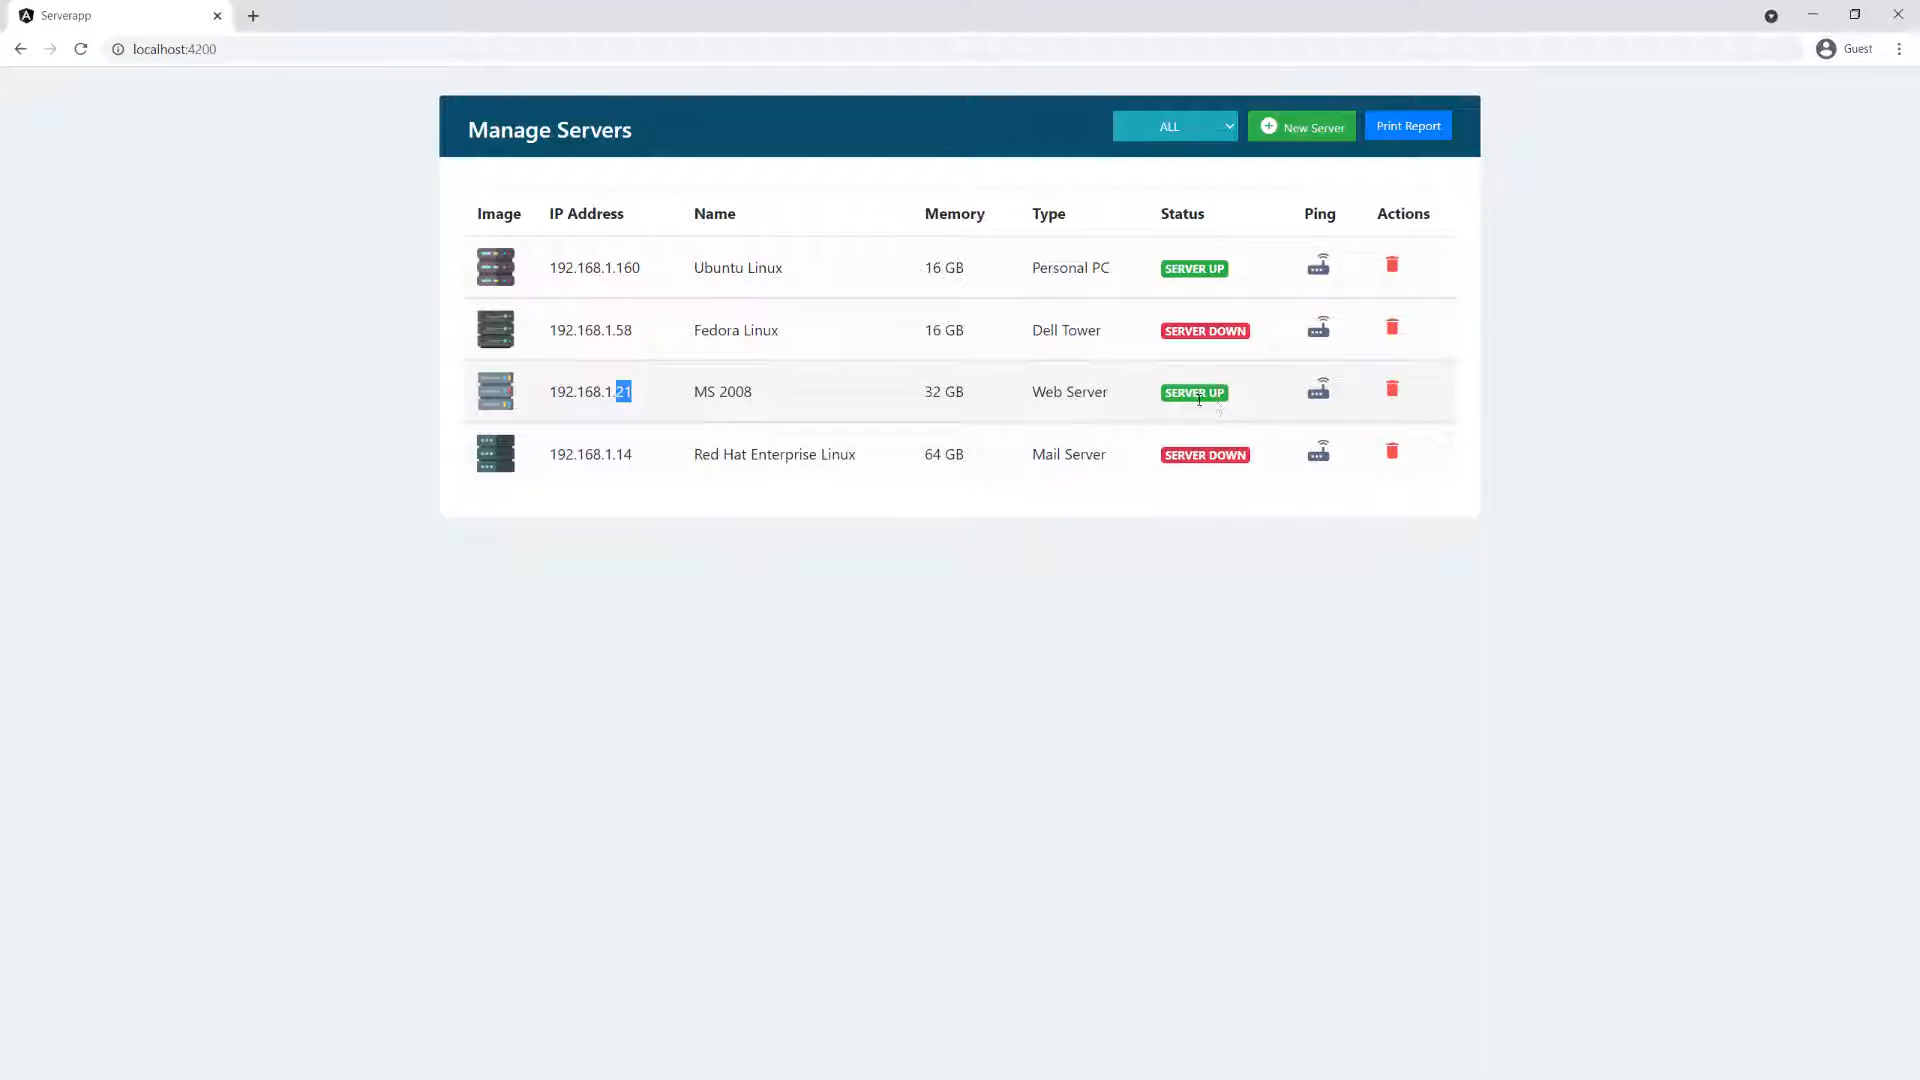 Serverapp
localhost:4200
Guest
Manage Servers
ALL
New Server
Print Report
Image IP Address Name Memory Type Status Ping Actions
192.168.1.160 Ubuntu Linux 16 GB Personal PC SERVER UP
192.168.1.58 Fedora Linux 16 GB Dell Tower SERVER DOWN
192.168.1.21 MS 2008 32 GB Web Server SERVER UP
192.168.1.14 Red Hat Enterprise Linux 64 GB Mail Server SERVER DOWN